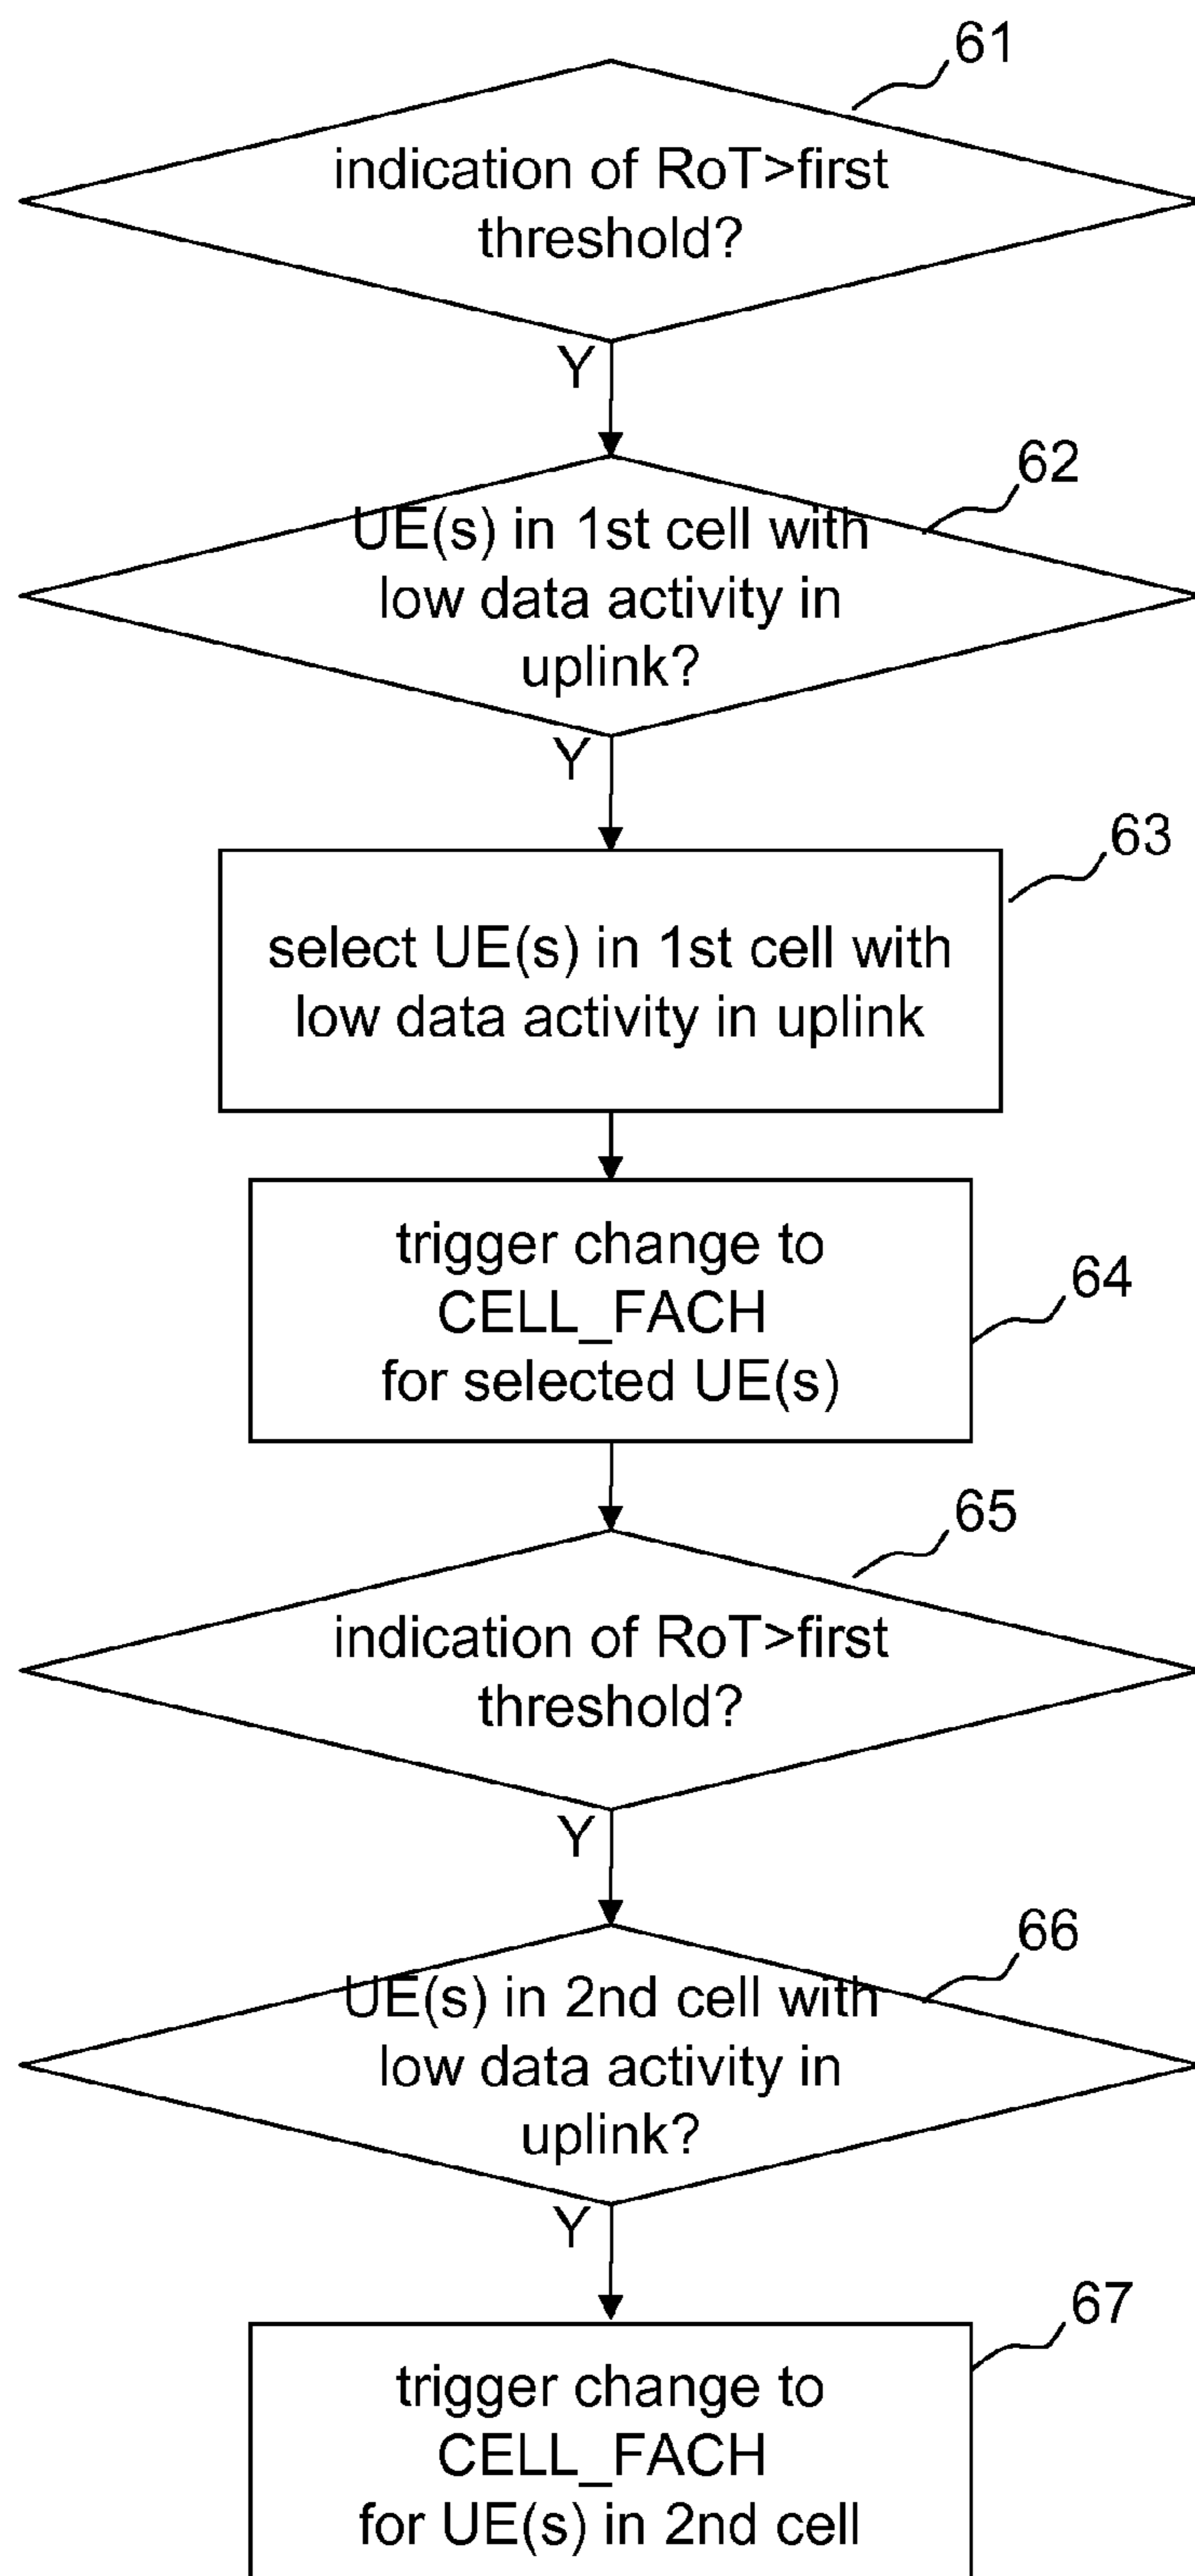 61
indication of RoT>first
threshold?
Y
62
UE(s) in 1st cell with
low data activity in
uplink?
Y
63
select UE(s) in 1st cell with
low data activity in uplink
64
trigger change to
CELL_FACH
for selected UE(s)
65
indication of RoT>first
threshold?
Y
66
UE(s) in 2nd cell with
low data activity in
uplink?
Y
67
trigger change to
CELL_FACH
for UE(s) in 2nd cell